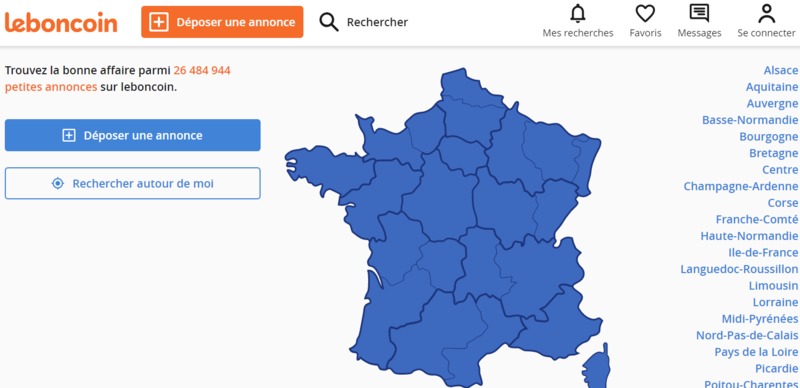 leboncoin
Déposer une annonce
Rechercher
Mes recherches
Favoris
Messages
Se connecter
Trouvez la bonne affaire parmi 26 484 944
petites annonces sur leboncoin.
Déposer une annonce
Rechercher autour de moi
Alsace
Aquitaine
Auvergne
Basse-Normandie
Bourgogne
Bretagne
Centre
Champagne-Ardenne
Corse
Franche-Comté
Haute-Normandie
Ile-de-France
Languedoc-Roussillon
Limousin
Lorraine
Midi-Pyrénées
Nord-Pas-de-Calais
Pays de la Loire
Picardie
Poitou-Charentes